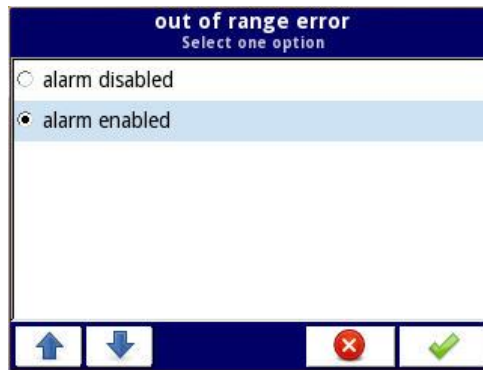 out of range error
Select one option
alarm disabled
alarm enabled